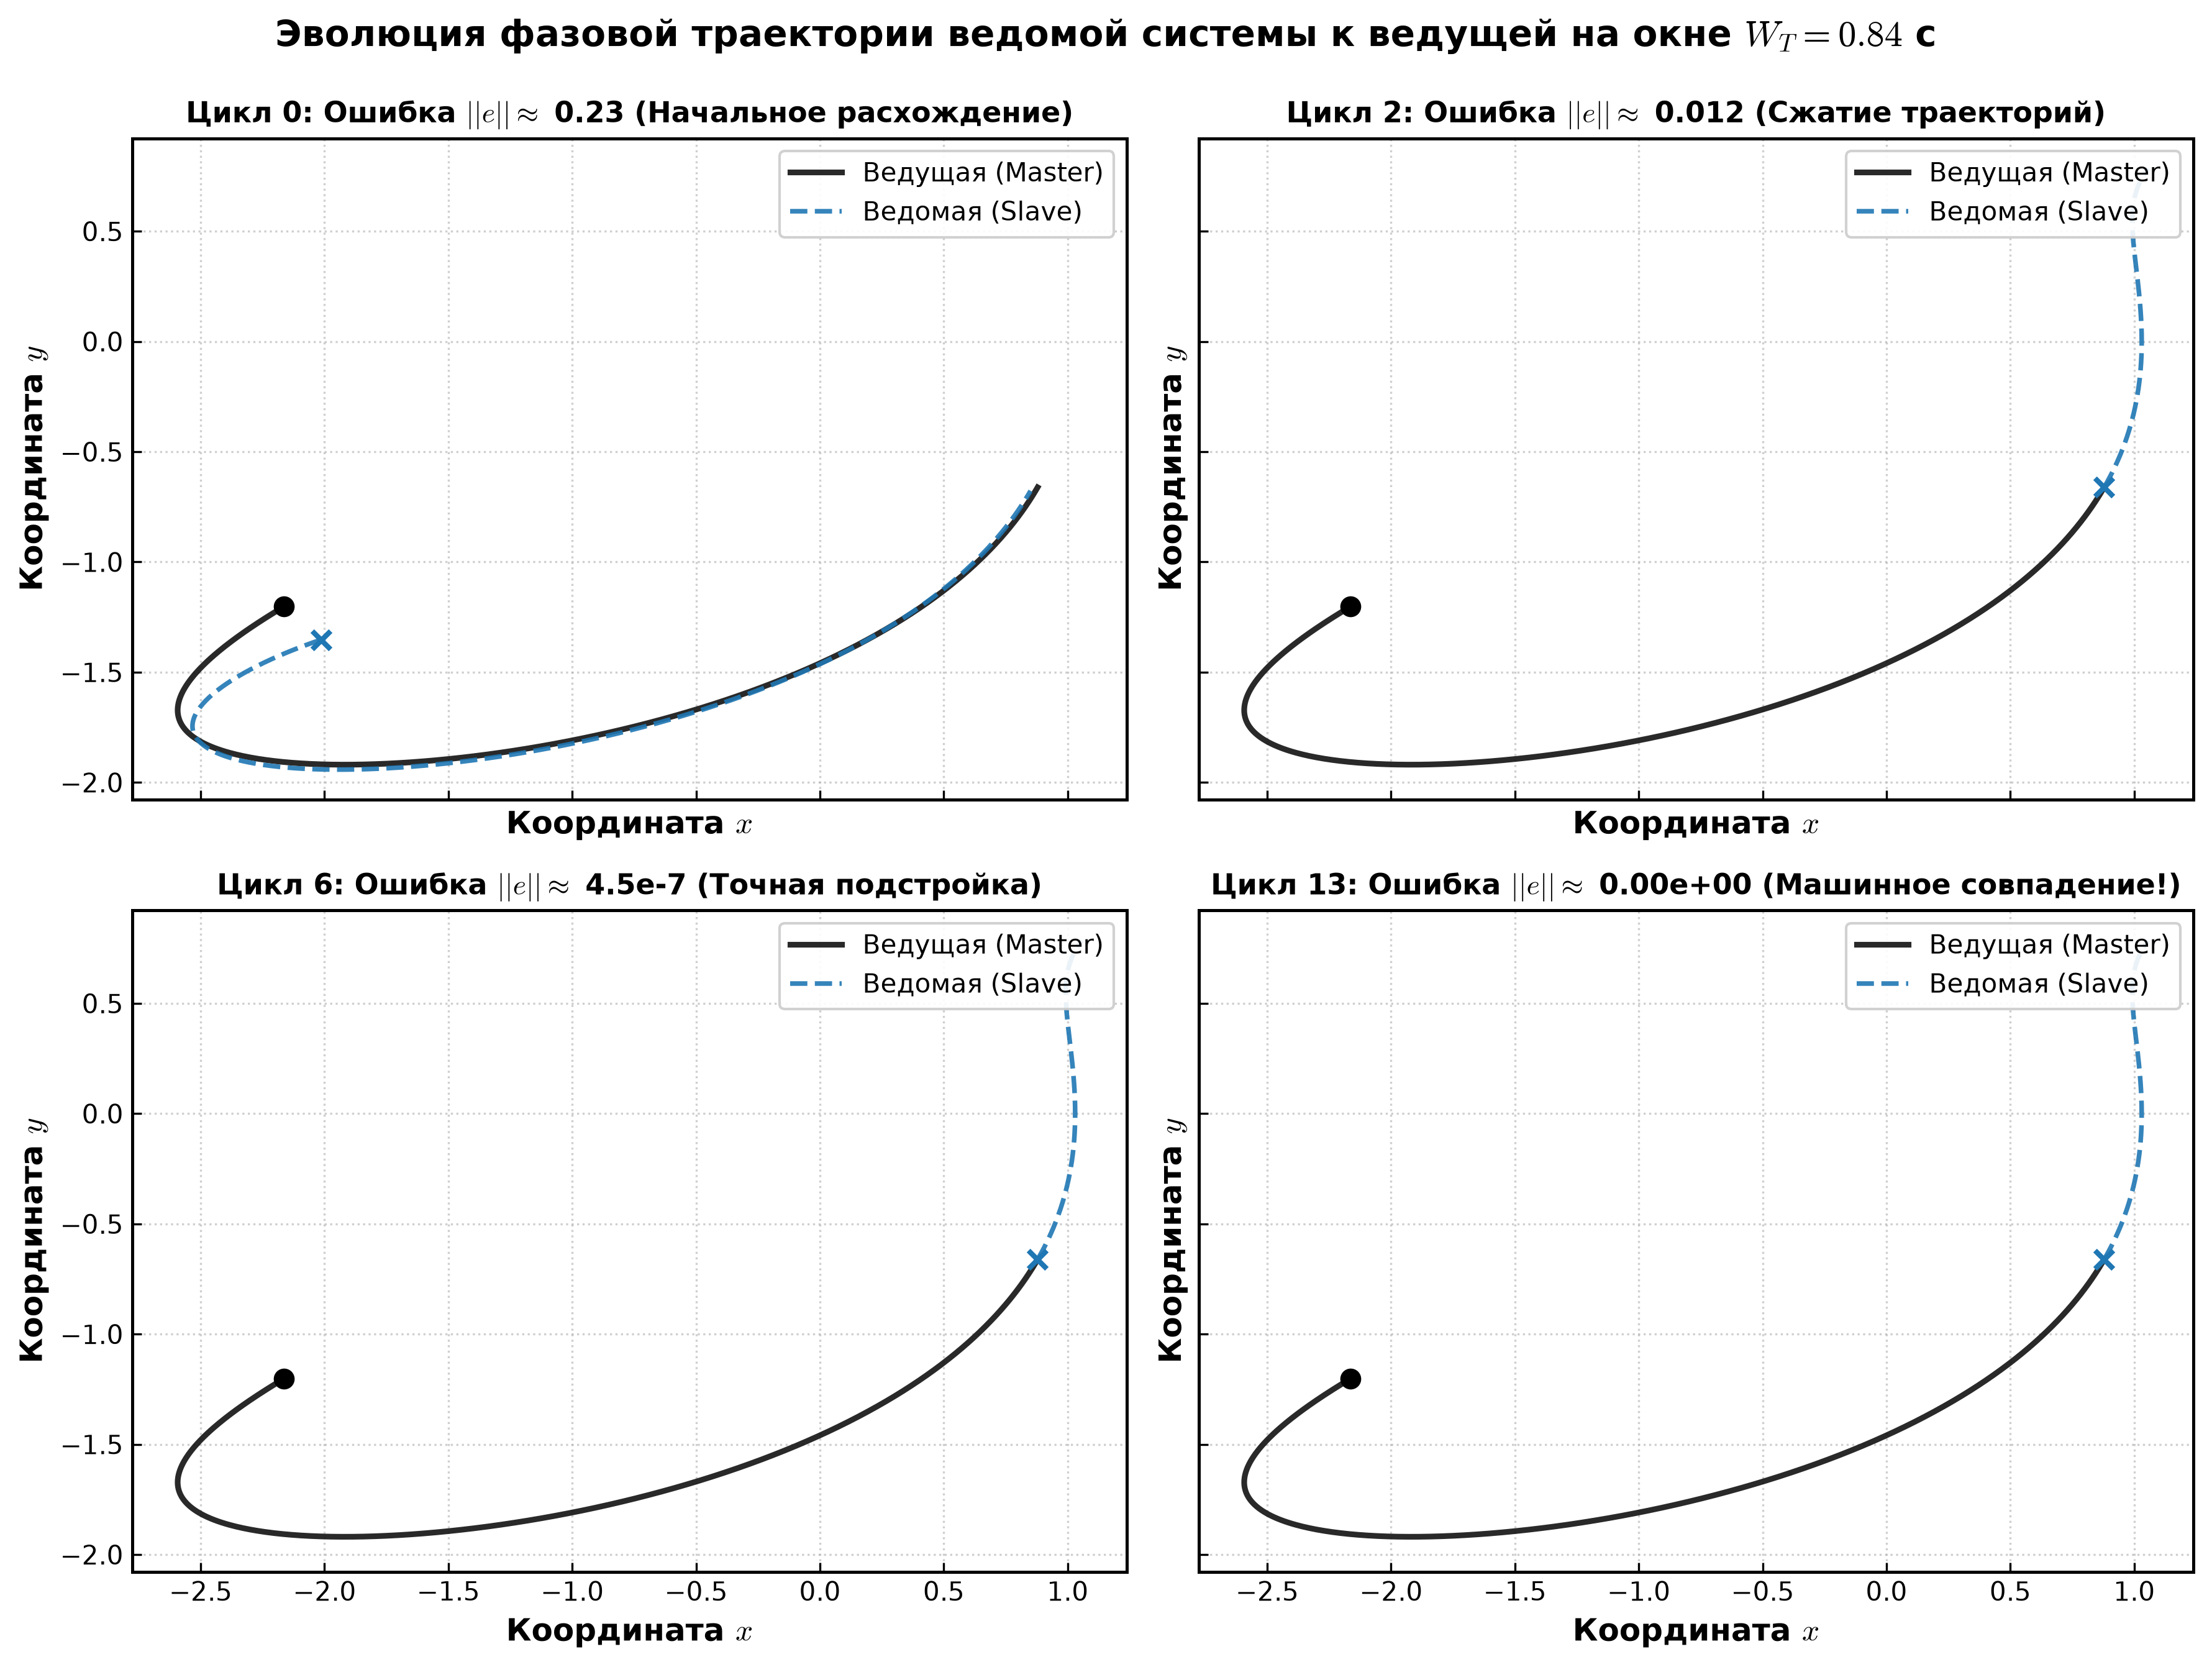 Эволюция фазовой траектории ведомой системы к ведущей на окне W_T = 0.84 с
Цикл 0: Ошибка ||e|| ≈ 0.23 (Начальное расхождение)
Ведущая (Master)
Ведомая (Slave)
Координата y
0.5
0.0
−0.5
−1.0
−1.5
−2.0
Координата x
Цикл 2: Ошибка ||e|| ≈ 0.012 (Сжатие траекторий)
Ведущая (Master)
Ведомая (Slave)
Координата y
Координата x
Цикл 6: Ошибка ||e|| ≈ 4.5e-7 (Точная подстройка)
Ведущая (Master)
Ведомая (Slave)
Координата y
0.5
0.0
−0.5
−1.0
−1.5
−2.0
−2.5 −2.0 −1.5 −1.0 −0.5 0.0 0.5 1.0
Координата x
Цикл 13: Ошибка ||e|| ≈ 0.00e+00 (Машинное совпадение!)
Ведущая (Master)
Ведомая (Slave)
Координата y
−2.5 −2.0 −1.5 −1.0 −0.5 0.0 0.5 1.0
Координата x